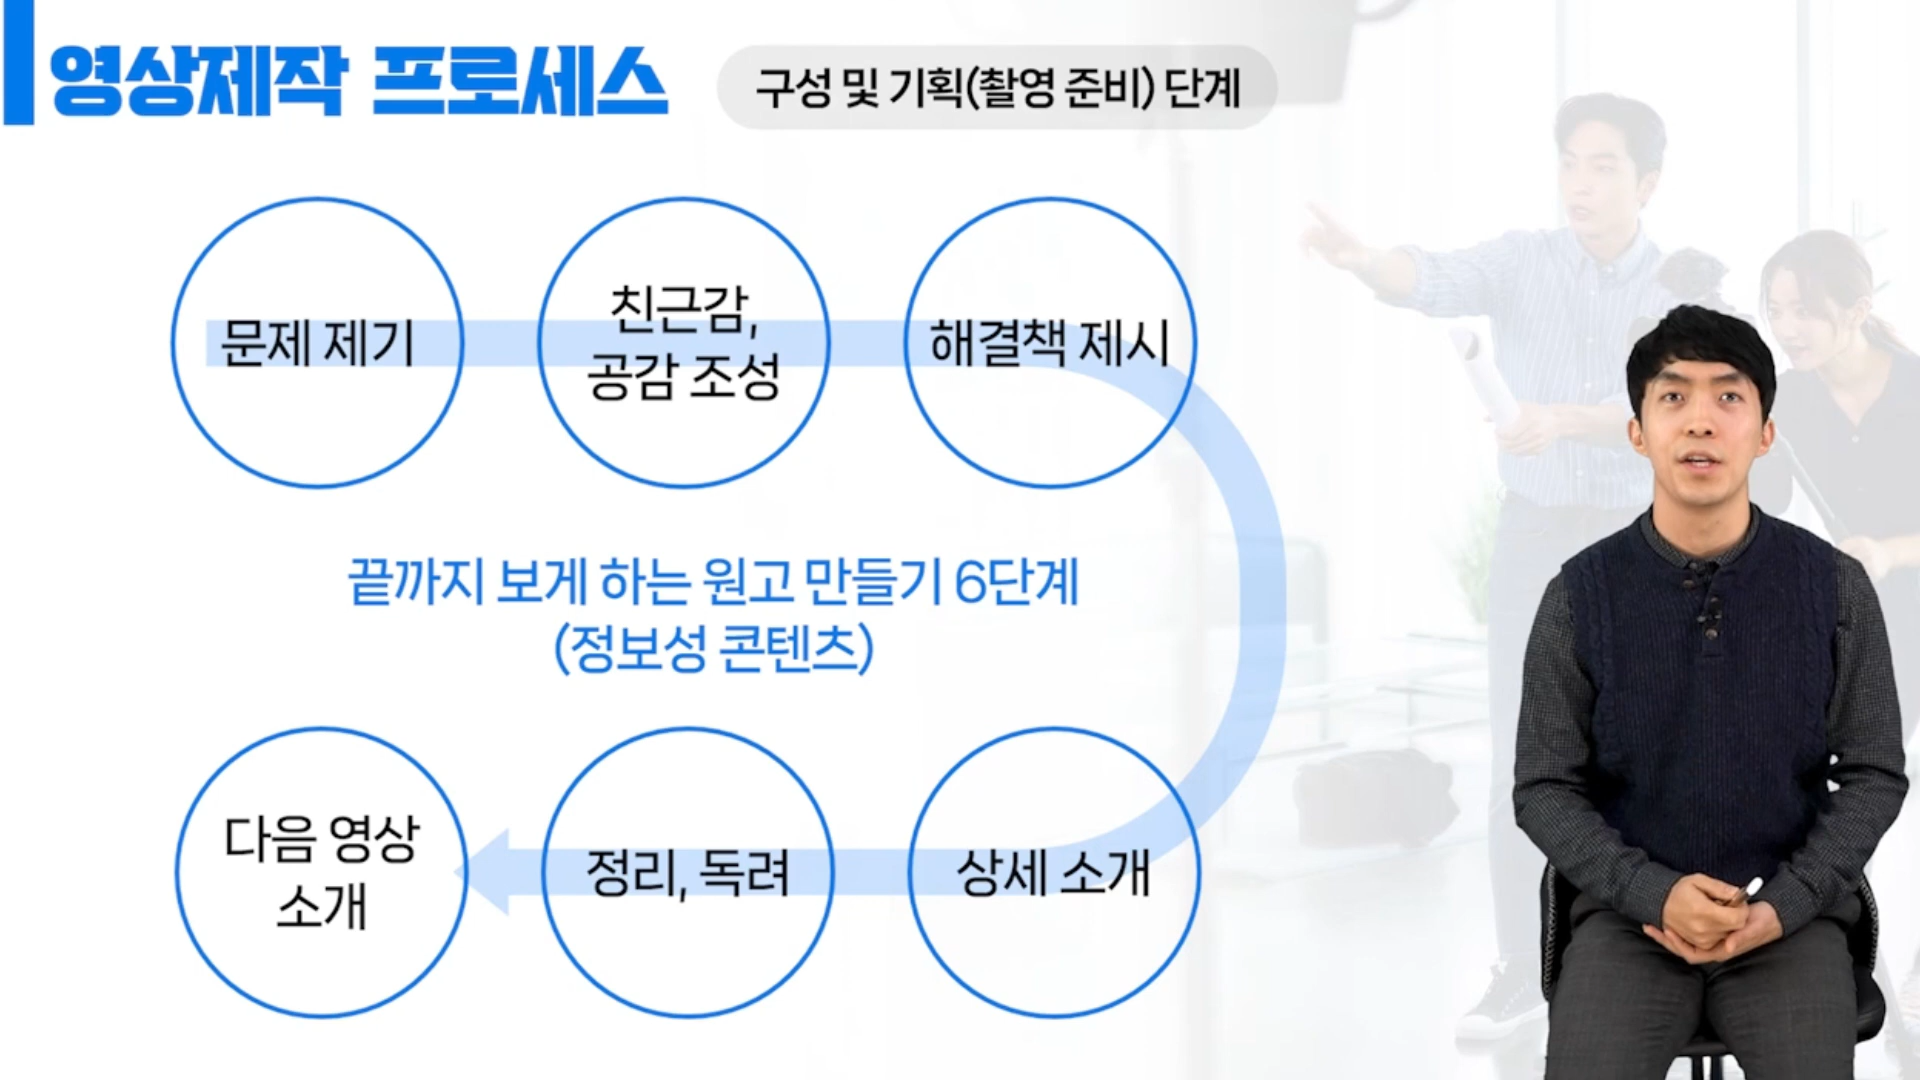 영상제작 프로세스
구성 및 기획(촬영 준비) 단계
문제 제기
친근감,
공감 조성
해결책 제시
끝까지 보게 하는 원고 만들기 6단계
(정보성 콘텐츠)
상세 소개
정리, 독려
다음 영상
소개